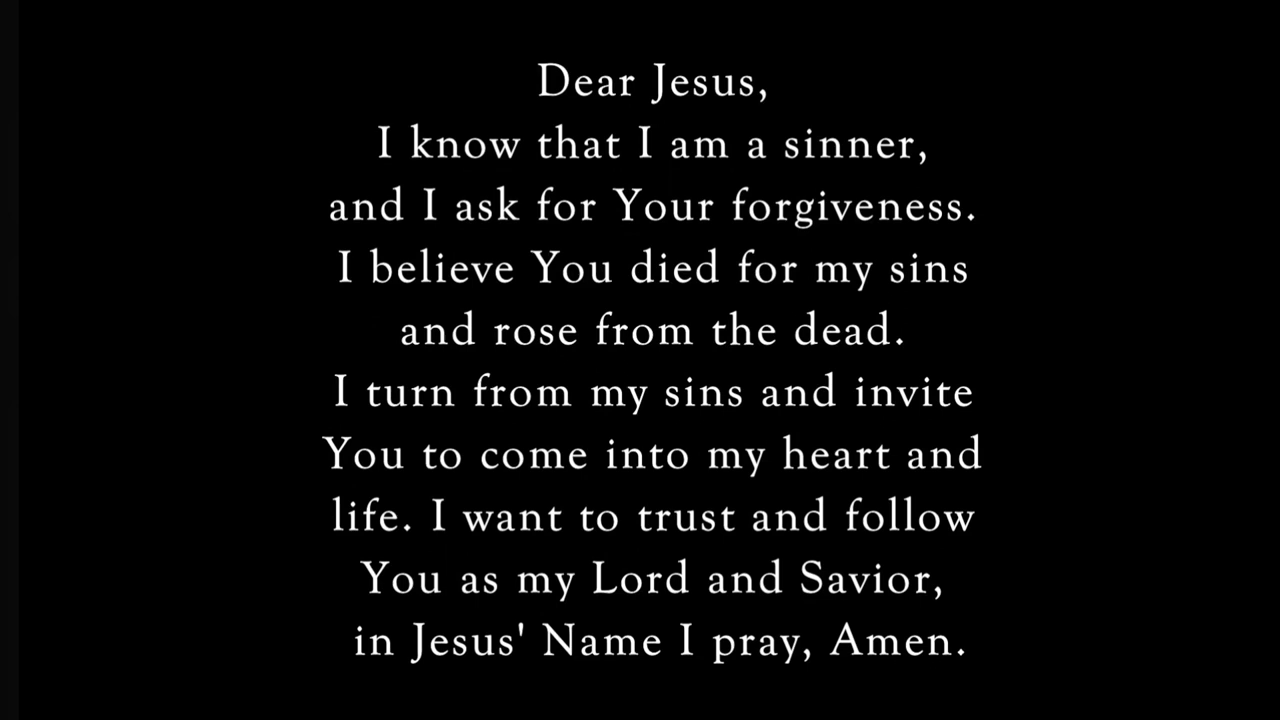 Dear Jesus,
I know that I am a sinner,
and I ask for Your forgiveness.
I believe You died for my sins
and rose from the dead.
I turn from my sins and invite
You to come into my heart and
life. I want to trust and follow
You as my Lord and Savior,
in Jesus' Name I pray, Amen.